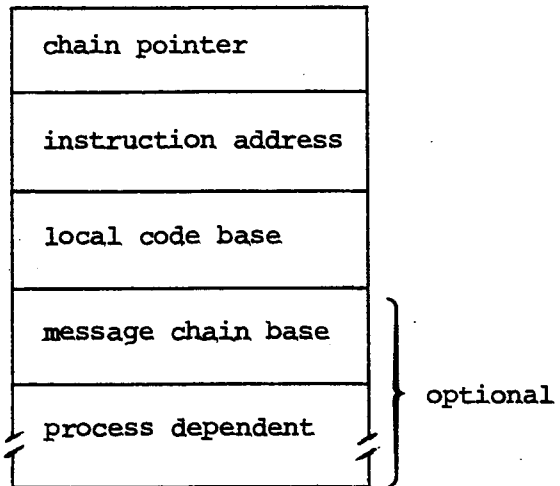 chain pointer
instruction address
local code base
message chain base
optional
process dependent